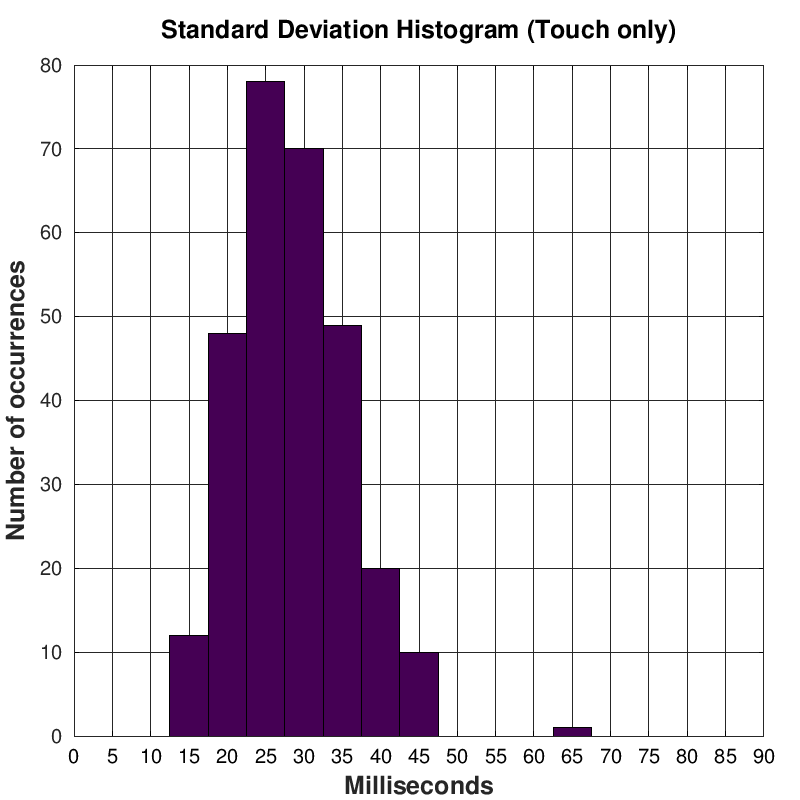 Standard Deviation Histogram (Touch only)
Number of occurrences
80
70
60
50
40
30
20
10
0
0 5 10 15 20 25 30 35 40 45 50 55 60 65 70 75 80 85 90
Milliseconds